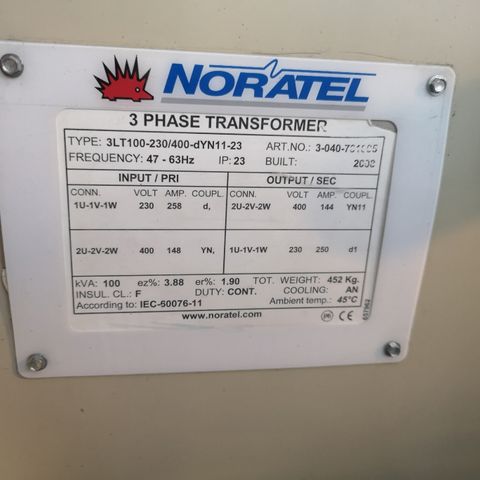 NORATEL
3 PHASE TRANSFORMER
TYPE: 3LT100-230/400-dYN11-23 ART.NO.:
FREQUENCY: 47 - 63Hz IP: 23 BUILT:
INPUT / PRI OUTPUT / SEC
CONN. VOLT AMP. COUPL. CONN. VOLT AMP. COUPL.
1U-1V-1W 230 258 d, 2U-2V-2W 400 144 YN11
2U-2V-2W 400 148 YN, 1U-1V-1W 230 250 d1
kVA: 100 ez%: 3.88 er%: 1.90 TOT. WEIGHT: 452 Kg.
INSUL. CL.: F DUTY: CONT. COOLING: AN
According to: IEC-60076-11 Ambient temp.: 45°C
www.noratel.com CE